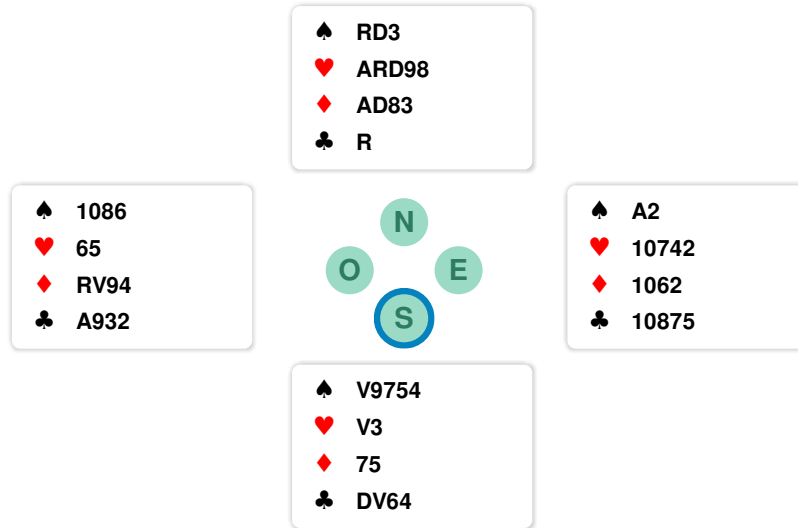 ♠ RD3
♥ ARD98
♦ AD83
♣ R
♠ 1086
♥ 65
♦ RV94
♣ A932
N
O E
S
♠ A2
♥ 10742
♦ 1062
♣ 10875
♠ V9754
♥ V3
♦ 75
♣ DV64